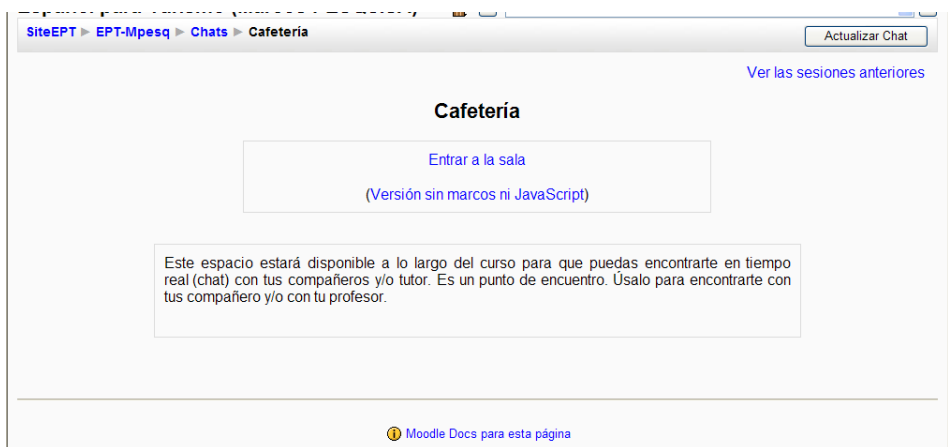 SiteEPT ► EPT-Mpesq ► Chats ► Cafetería
Actualizar Chat
Ver las sesiones anteriores
Cafetería
Entrar a la sala
(Versión sin marcos ni JavaScript)
Este espacio estará disponible a lo largo del curso para que puedas encontrarte en tiempo
real (chat) con tus compañeros y/o tutor. Es un punto de encuentro. Úsalo para encontrarte con
tus compañero y/o con tu profesor.
Moodle Docs para esta página